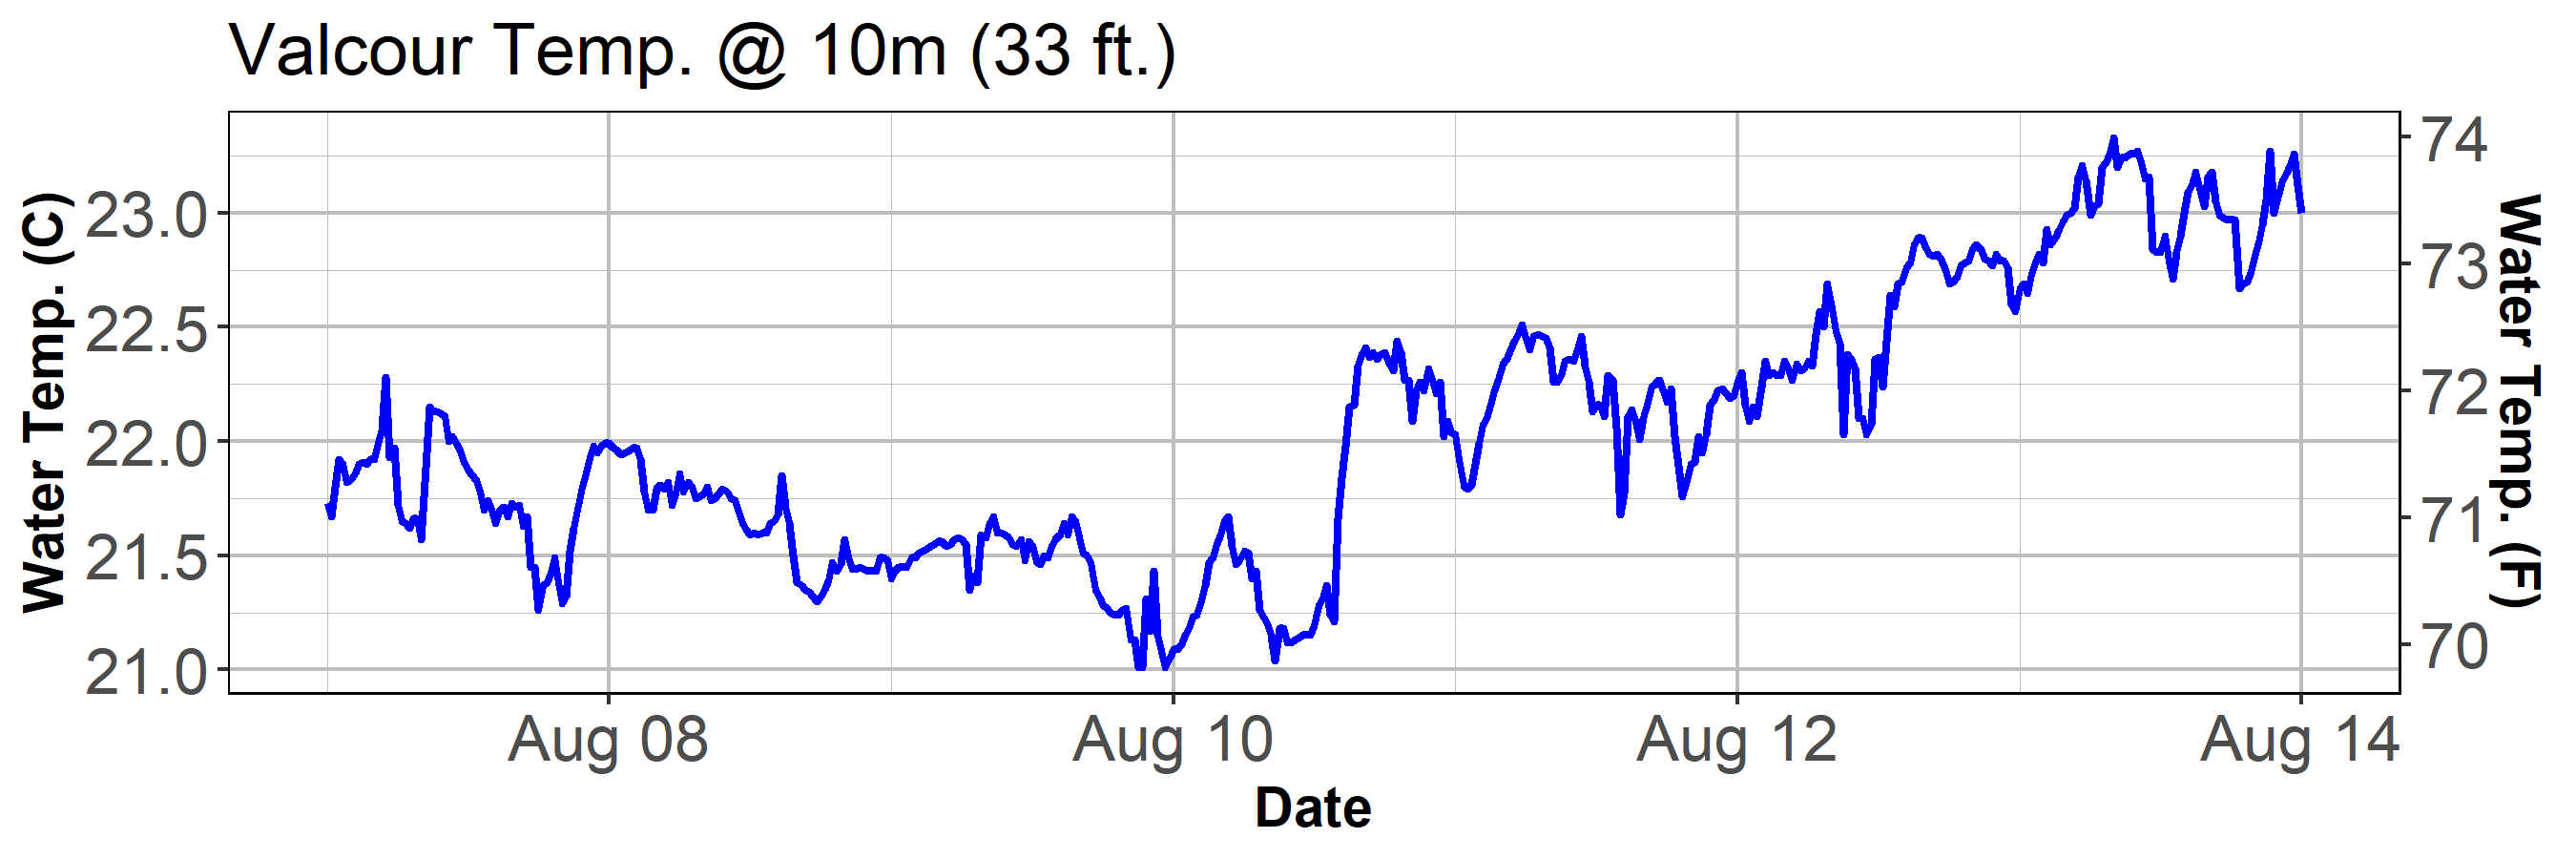 Valcour Temp. @ 10m (33 ft.)
Water Temp. (C)
23.0
22.5
22.0
21.5
21.0
74
73
72
71
70
Water Temp. (F)
Aug 08 Aug 10 Aug 12 Aug 14
Date